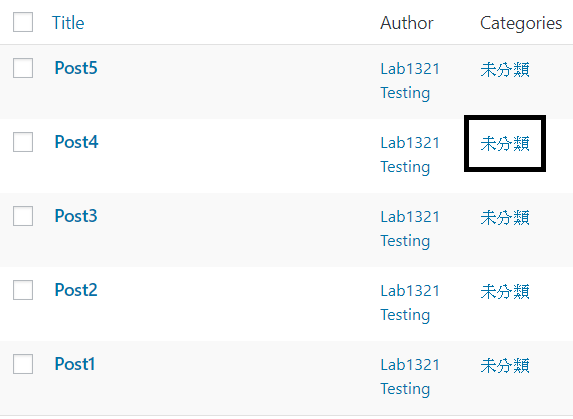 Title Author Categories
Post5 Lab1321 未分類
Testing
Post4 Lab1321 未分類
Testing
Post3 Lab1321 未分類
Testing
Post2 Lab1321 未分類
Testing
Post1 Lab1321 未分類
Testing